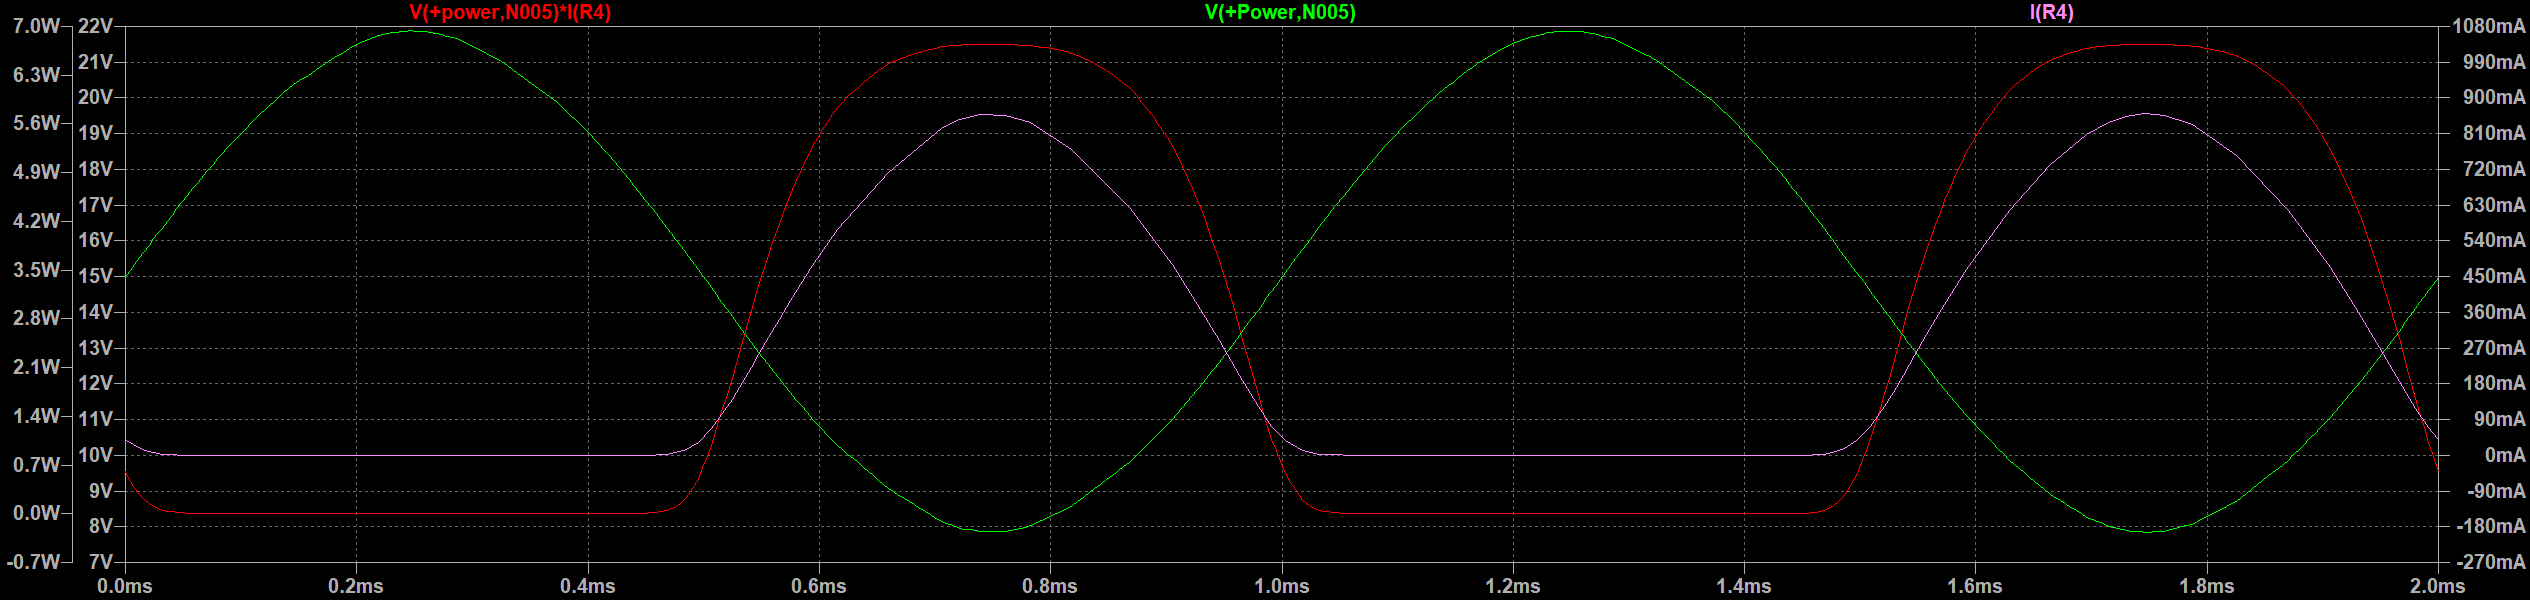 V(+power,N005)*I(R4) V(+Power,N005) I(R4)
7.0W 22V 1080mA
21V 990mA
6.3W
20V 900mA
5.6W
19V 810mA
4.9W 18V 720mA
17V 630mA
4.2W
16V 540mA
3.5W 15V 450mA
2.8W 14V 360mA
13V 270mA
2.1W
12V 180mA
1.4W 11V 90mA
10V 0mA
0.7W
9V -90mA
0.0W
8V -180mA
-0.7W 7V -270mA
0.0ms 0.2ms 0.4ms 0.6ms 0.8ms 1.0ms 1.2ms 1.4ms 1.6ms 1.8ms 2.0ms